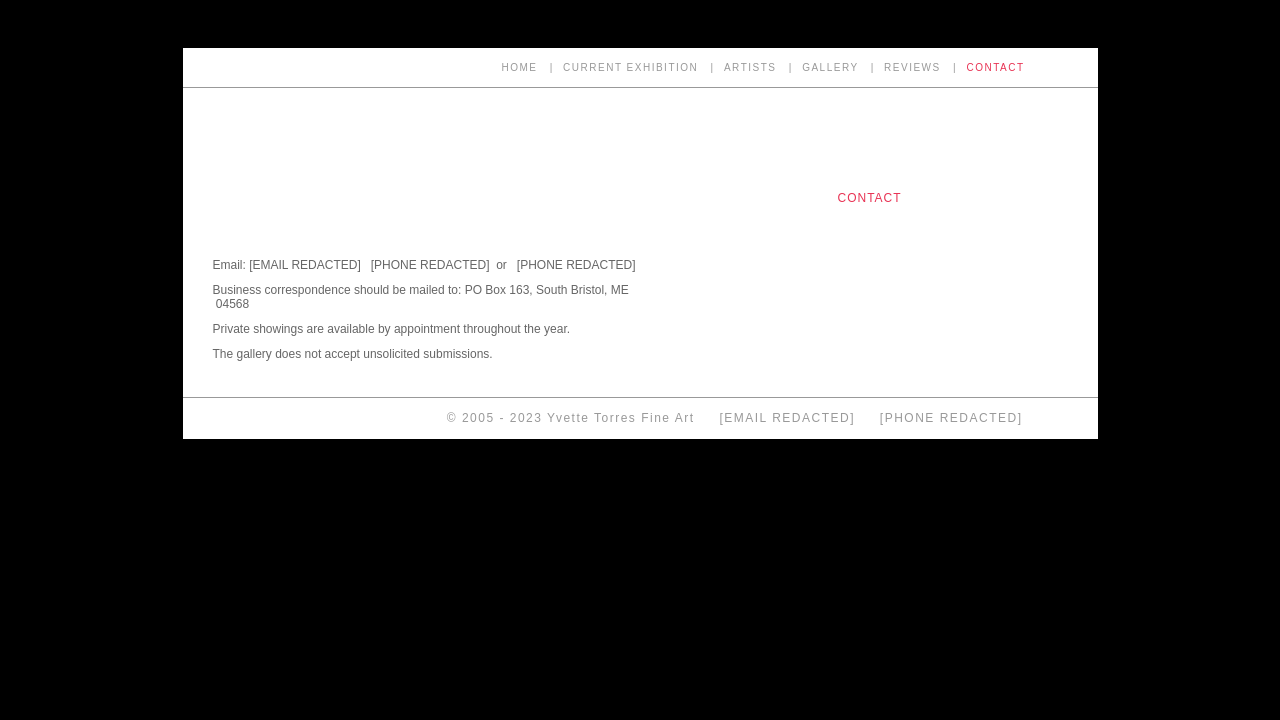 HOME | CURRENT EXHIBITION | ARTISTS | GALLERY | REVIEWS | CONTACT
CONTACT
Email: [EMAIL REDACTED] [PHONE REDACTED] or [PHONE REDACTED]
Business correspondence should be mailed to: PO Box 163, South Bristol, ME
04568
Private showings are available by appointment throughout the year.
The gallery does not accept unsolicited submissions.
© 2005 - 2023 Yvette Torres Fine Art [EMAIL REDACTED] [PHONE REDACTED]